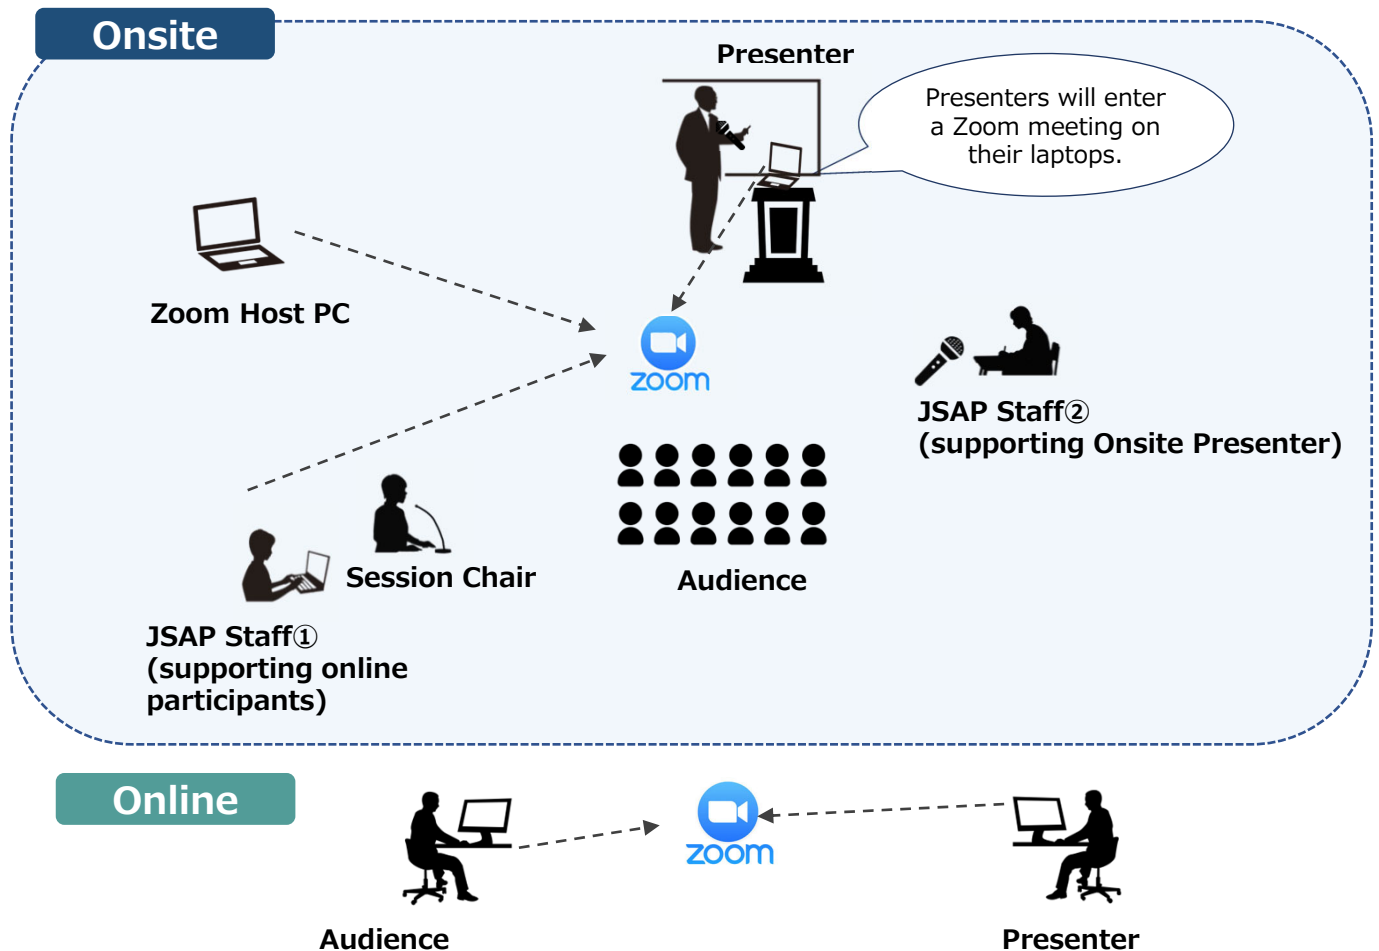 Onsite
Presenter
Presenters will enter
a Zoom meeting on
their laptops.
Zoom Host PC
zoom
JSAP Staff②
(supporting Onsite Presenter)
Session Chair
Audience
JSAP Staff①
(supporting online
participants)
Online
zoom
Audience
Presenter